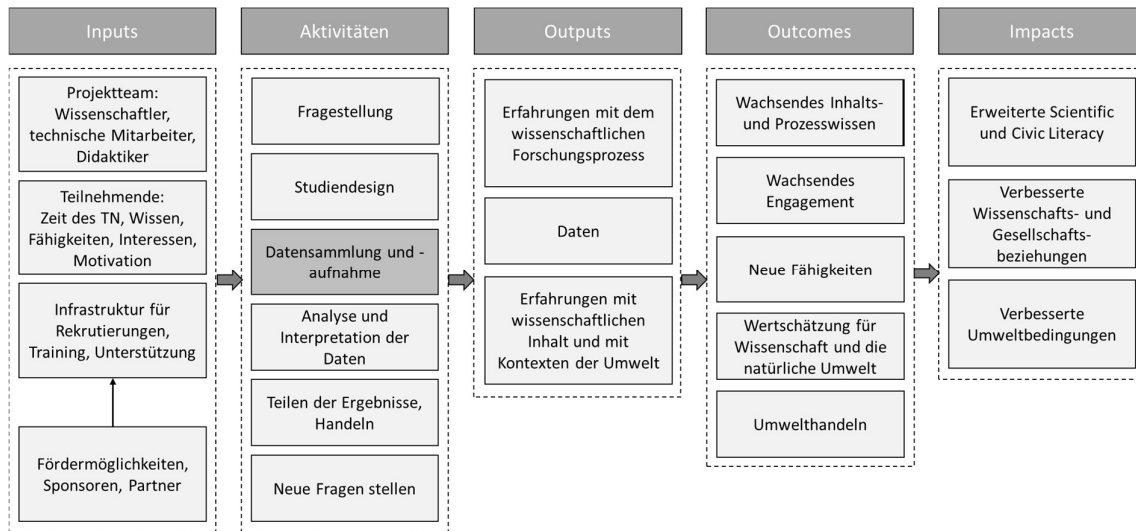 Inputs
Projektteam:
Wissenschaftler,
technische Mitarbeiter,
Didaktiker
Teilnehmende:
Zeit des TN, Wissen,
Fähigkeiten, Interessen,
Motivation
Infrastruktur für
Rekrutierungen,
Training, Unterstützung
Fördermöglichkeiten,
Sponsoren, Partner
Aktivitäten
Fragestellung
Studiendesign
Datensammlung und -
aufnahme
Analyse und
Interpretation der
Daten
Teilen der Ergebnisse,
Handeln
Neue Fragen stellen
Outputs
Erfahrungen mit dem
wissenschaftlichen
Forschungsprozess
Daten
Erfahrungen mit
wissenschaftlichen
Inhalt und mit
Kontexten der Umwelt
Outcomes
Wachsendes Inhalts-
und Prozesswissen
Wachsendes
Engagement
Neue Fähigkeiten
Wertschätzung für
Wissenschaft und die
natürliche Umwelt
Umwelthandeln
Impacts
Erweiterte Scientific
und Civic Literacy
Verbesserte
Wissenschafts- und
Gesellschafts-
beziehungen
Verbesserte
Umweltbedingungen